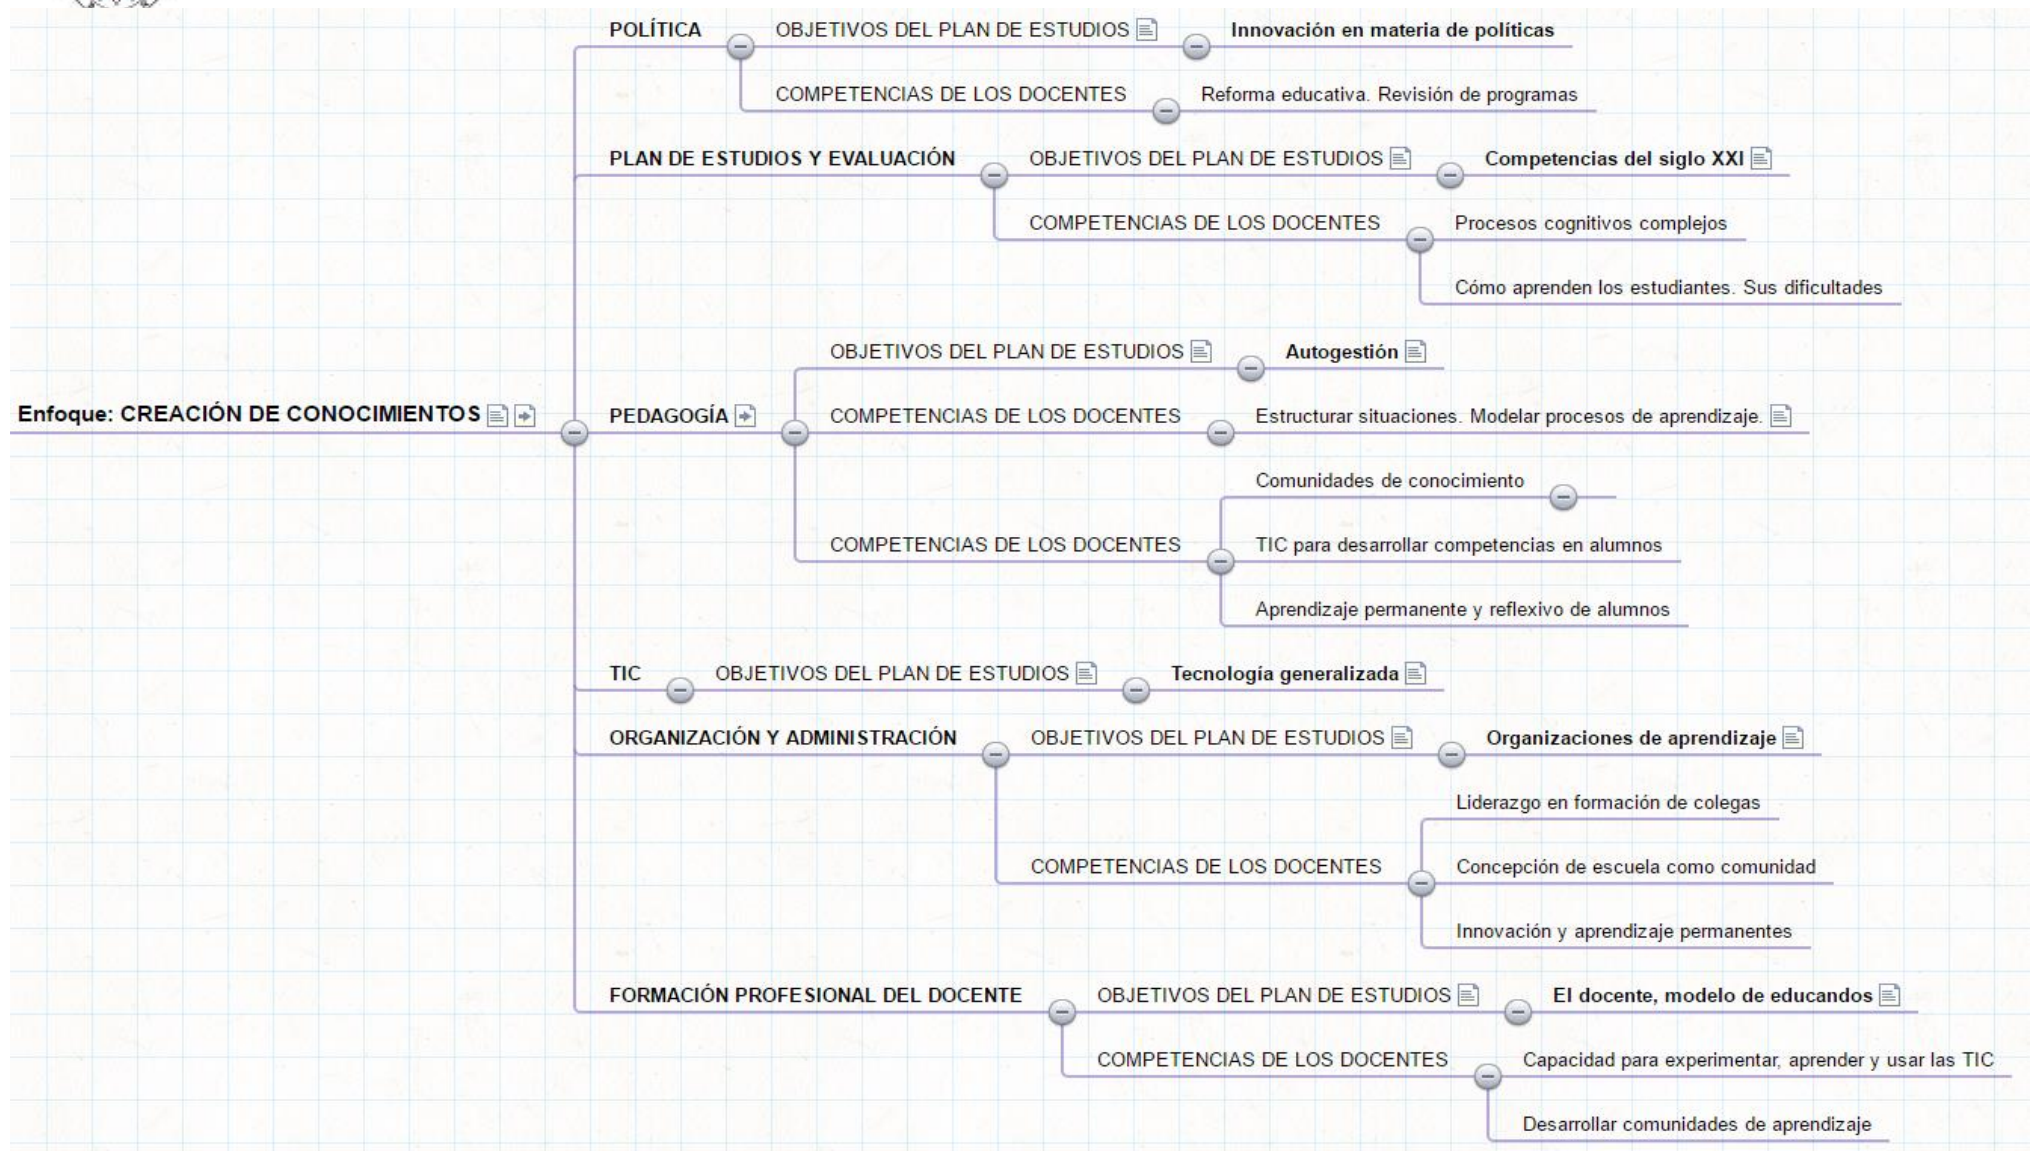 POLÍTICA
OBJETIVOS DEL PLAN DE ESTUDIOS
Innovación en materia de políticas
COMPETENCIAS DE LOS DOCENTES
Reforma educativa. Revisión de programas
PLAN DE ESTUDIOS Y EVALUACIÓN
OBJETIVOS DEL PLAN DE ESTUDIOS
Competencias del siglo XXI
COMPETENCIAS DE LOS DOCENTES
Procesos cognitivos complejos
Cómo aprenden los estudiantes. Sus dificultades
Enfoque: CREACIÓN DE CONOCIMIENTOS
PEDAGOGÍA
OBJETIVOS DEL PLAN DE ESTUDIOS
Autogestión
COMPETENCIAS DE LOS DOCENTES
Estructurar situaciones. Modelar procesos de aprendizaje.
COMPETENCIAS DE LOS DOCENTES
Comunidades de conocimiento
TIC para desarrollar competencias en alumnos
Aprendizaje permanente y reflexivo de alumnos
TIC
OBJETIVOS DEL PLAN DE ESTUDIOS
Tecnología generalizada
ORGANIZACIÓN Y ADMINISTRACIÓN
OBJETIVOS DEL PLAN DE ESTUDIOS
Organizaciones de aprendizaje
COMPETENCIAS DE LOS DOCENTES
Liderazgo en formación de colegas
Concepción de escuela como comunidad
Innovación y aprendizaje permanentes
FORMACIÓN PROFESIONAL DEL DOCENTE
OBJETIVOS DEL PLAN DE ESTUDIOS
El docente, modelo de educandos
COMPETENCIAS DE LOS DOCENTES
Capacidad para experimentar, aprender y usar las TIC
Desarrollar comunidades de aprendizaje